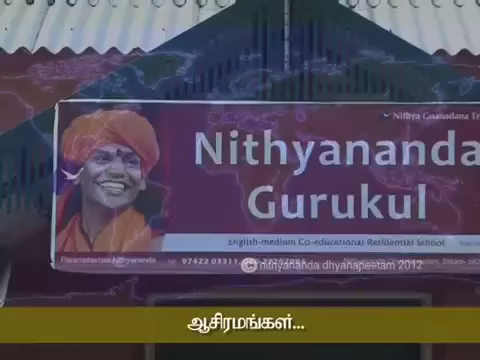 Nithya Gnanadana Tr
Nithyananda
Gurukul
English-medium Co-educational Residential School
Paramahamsa Nithyananda
© nithyananda dhyanapeetam 2012
ஆசிரமங்கள்...